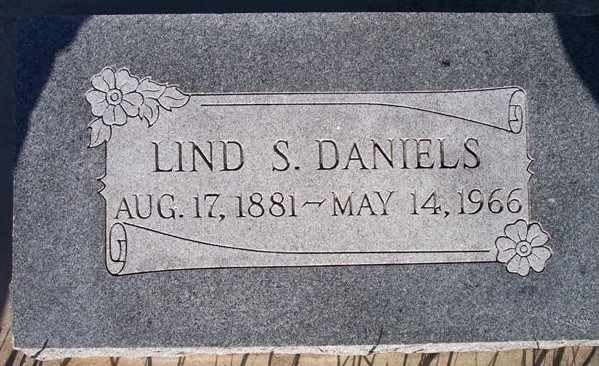 LIND S. DANIELS
AUG. 17, 1881 ~ MAY 14, 1966